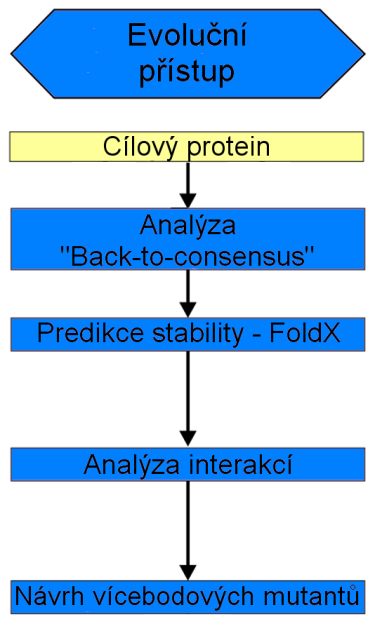 Evoluční
přístup
Cílový protein
Analýza
"Back-to-consensus"
Predikce stability - FoldX
Analýza interakcí
Návrh vícebodových mutantů